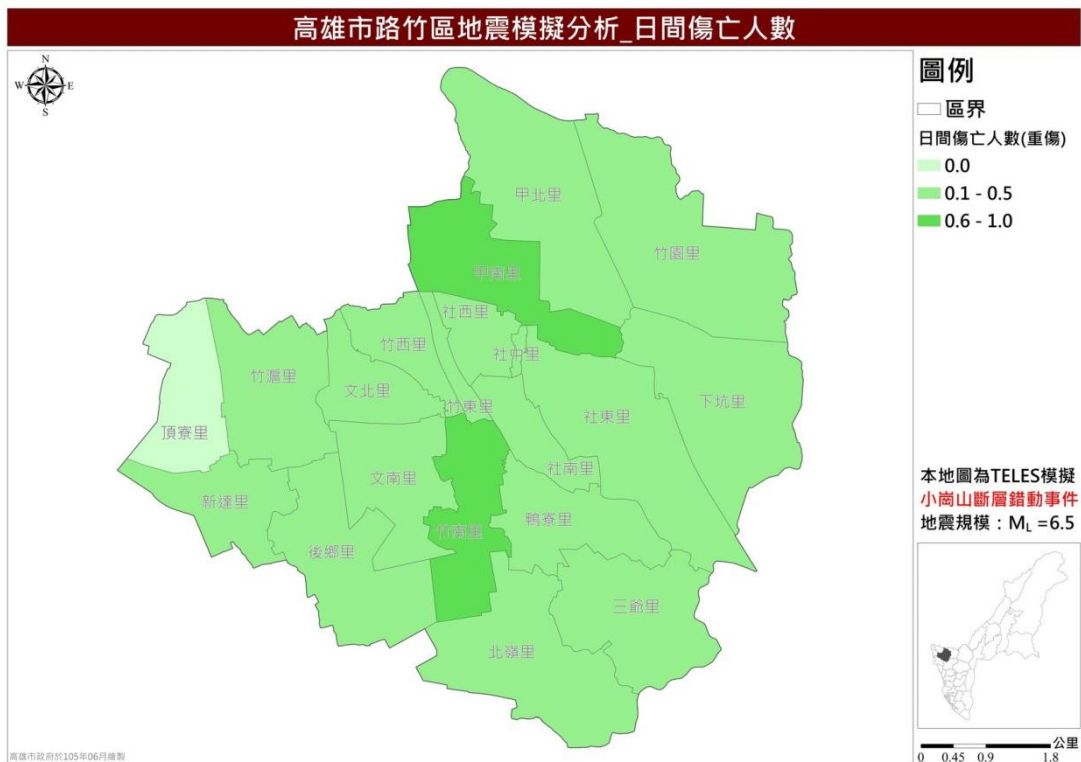 高雄市路竹區地震模擬分析_日間傷亡人數
N
W
E
S
圖例
區界
日間傷亡人數(重傷)
0.0
0.1 - 0.5
0.6 - 1.0
甲北里
竹園里
甲南里
社西里
竹西里
社中里
竹滬里
文北里
竹東里
社東里
下坑里
頂寮里
社南里
文南里
新達里
鴨寮里
竹南里
後鄉里
三爺里
北嶺里
本地圖為TELES模擬
小崗山斷層錯動事件
地震規模：ML =6.5
公里
0 0.45 0.9 1.8
高雄市政府於105年06月繪製